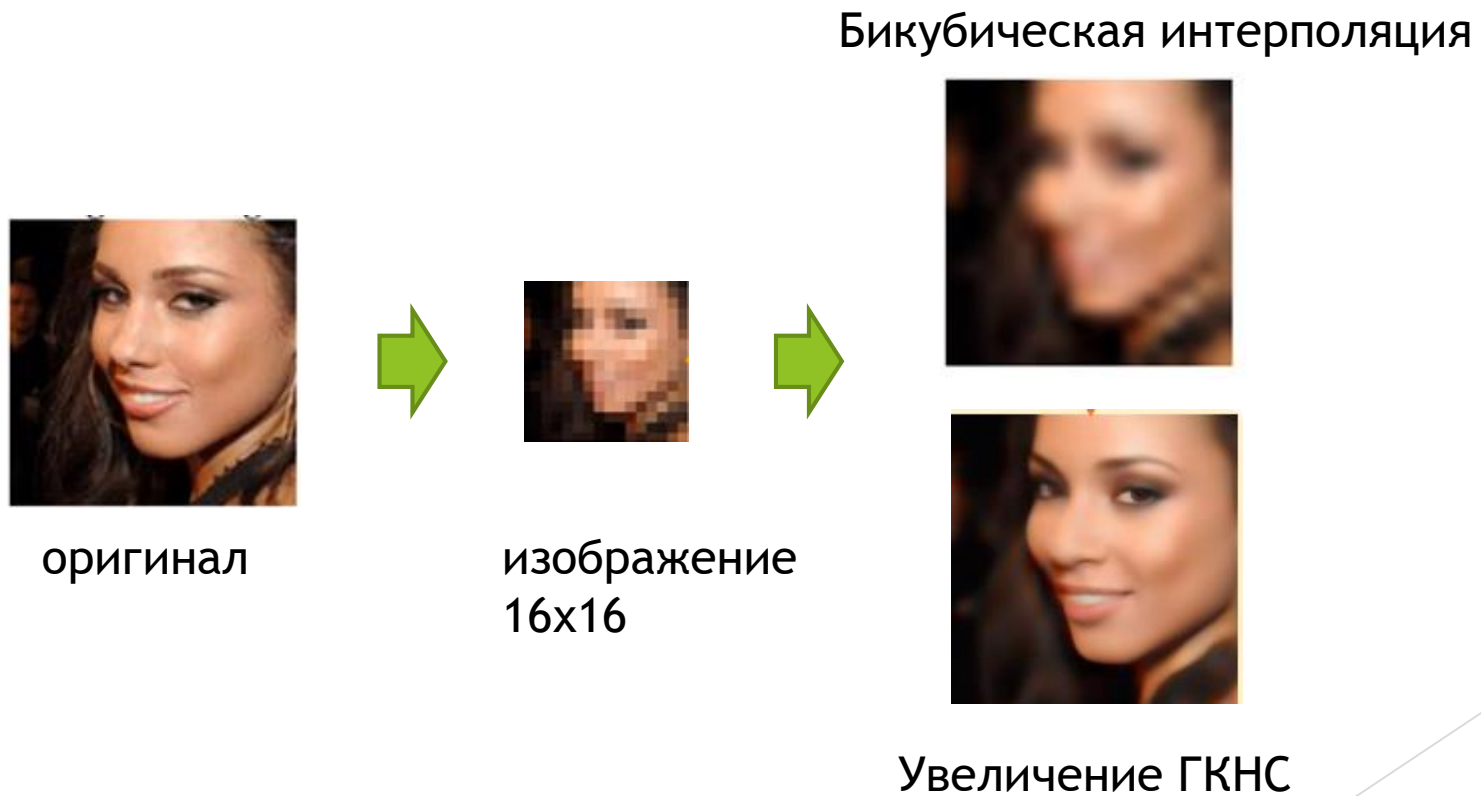 Бикубическая интерполяция
оригинал
изображение
16x16
Увеличение ГКНС